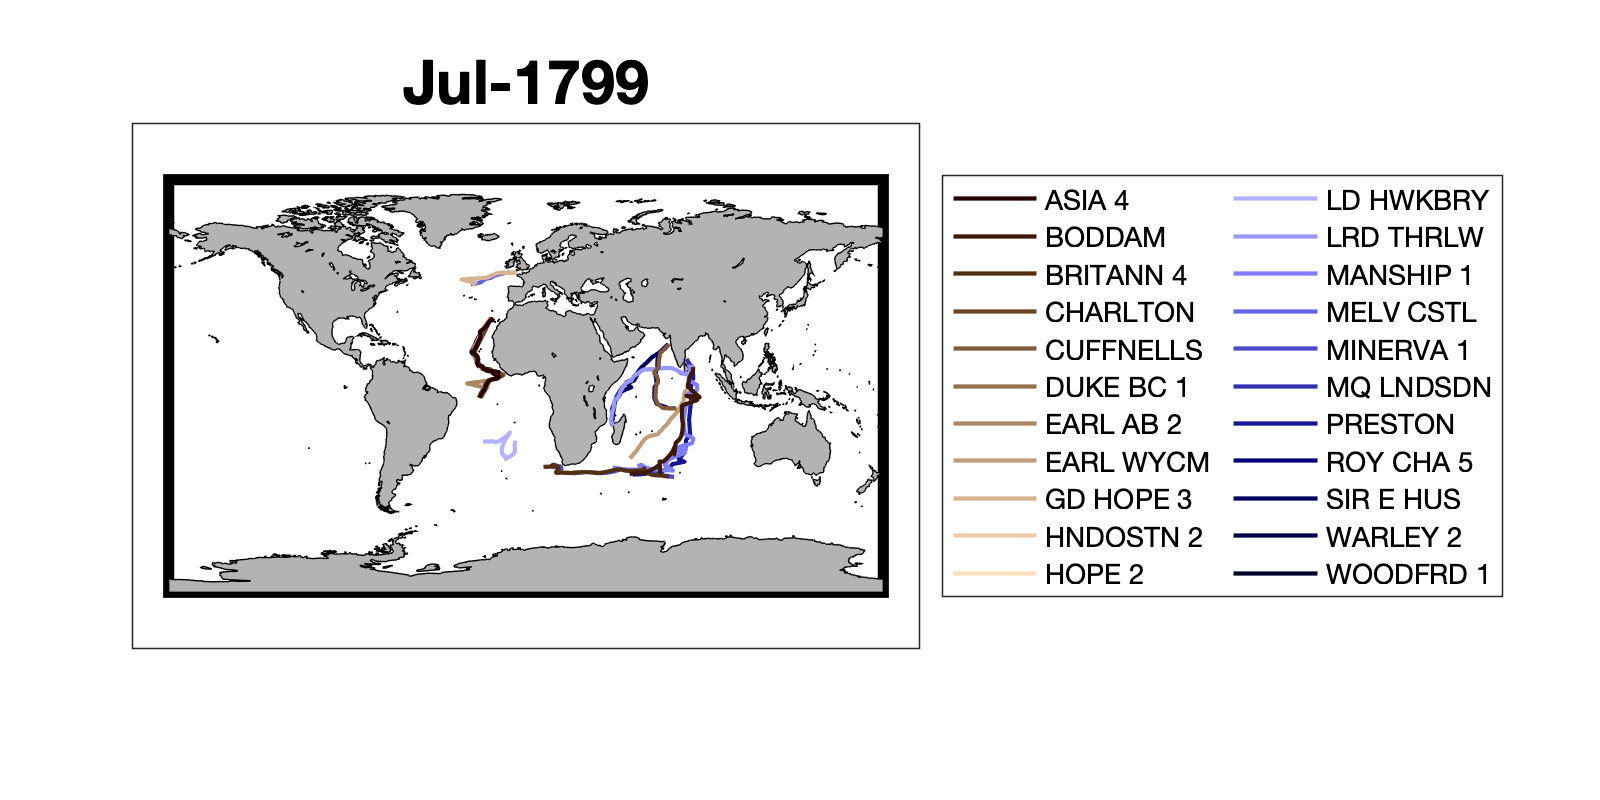 Jul-1799
ASIA 4
BODDAM
BRITANN 4
CHARLTON
CUFFNELLS
DUKE BC 1
EARL AB 2
EARL WYCM
GD HOPE 3
HNDOSTN 2
HOPE 2
LD HWKBRY
LRD THRLW
MANSHIP 1
MELV CSTL
MINERVA 1
MQ LNDSDN
PRESTON
ROY CHA 5
SIR E HUS
WARLEY 2
WOODFRD 1